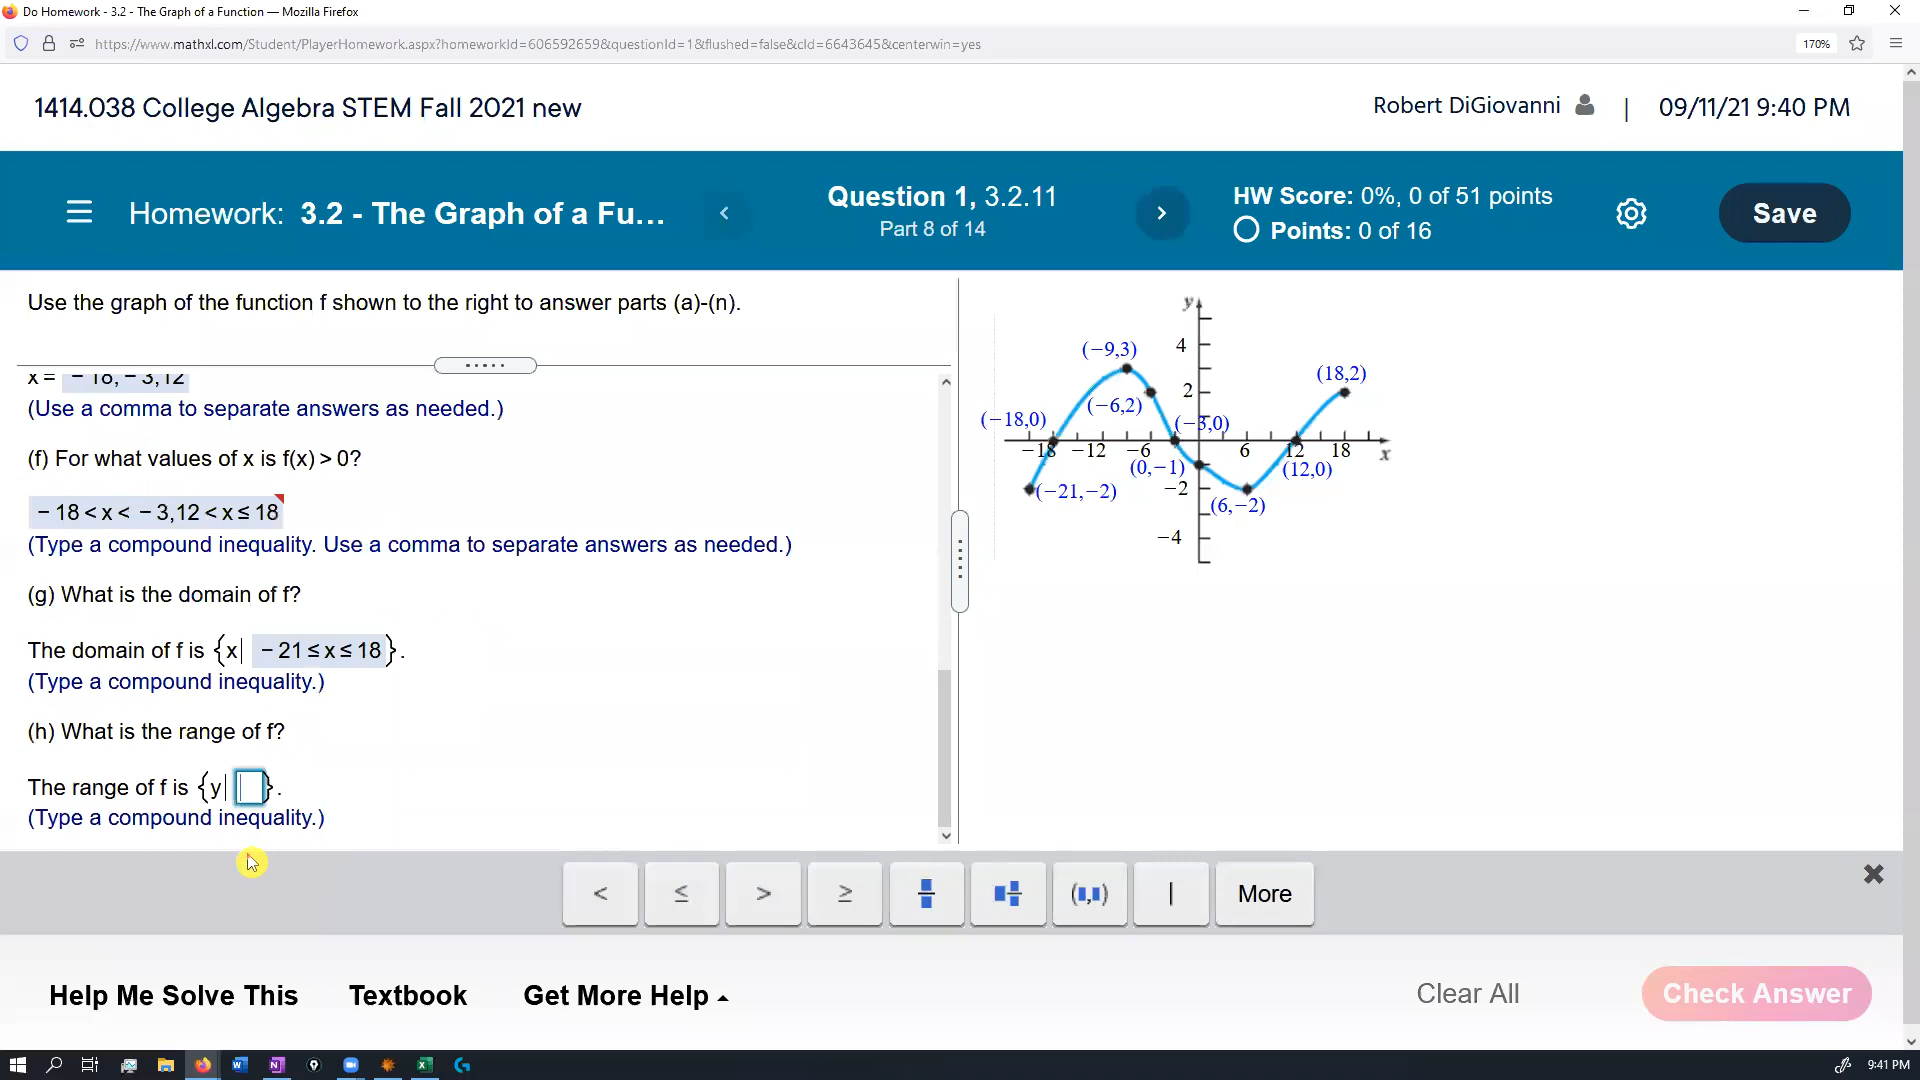 Do Homework - 3.2 - The Graph of a Function — Mozilla Firefox
https://www.mathxl.com/Student/PlayerHomework.aspx?homeworkId=606592659&questionId=1&flushed=false&cId=6643645&centerwin=yes
170%
1414.038 College Algebra STEM Fall 2021 new
Robert DiGiovanni | 09/11/21 9:40 PM
Homework: 3.2 - The Graph of a Fu...
Question 1, 3.2.11
Part 8 of 14
HW Score: 0%, 0 of 51 points
Points: 0 of 16
Save
Use the graph of the function f shown to the right to answer parts (a)-(n).
x = − 18, − 3,12
(Use a comma to separate answers as needed.)
(f) For what values of x is f(x) > 0?
− 18 < x < − 3,12 < x ≤ 18
(Type a compound inequality. Use a comma to separate answers as needed.)
(g) What is the domain of f?
The domain of f is {x| − 21 ≤ x ≤ 18}.
(Type a compound inequality.)
(h) What is the range of f?
The range of f is {y| }.
(Type a compound inequality.)
y
4
(−9,3)
(18,2)
2
(−6,2)
(−18,0)
(−3,0)
−18 −12 −6 6 12 18 x
(0,−1)
(12,0)
−2
(−21,−2)
(6,−2)
−4
< ≤ > ≥ (,) | More
Help Me Solve This
Textbook
Get More Help
Clear All
Check Answer
9:41 PM